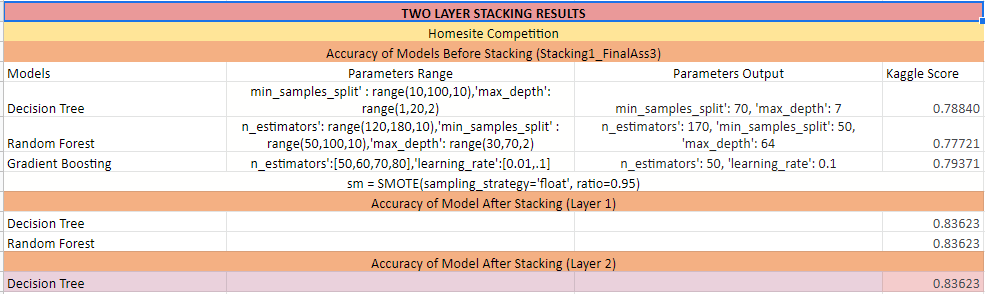 TWO LAYER STACKING RESULTS
Homesite Competition
Accuracy of Models Before Stacking (Stacking1_FinalAss3)
Models Parameters Range Parameters Output Kaggle Score
Decision Tree min_samples_split' : range(10,100,10),'max_depth':
range(1,20,2) min_samples_split': 70, 'max_depth': 7 0.78840
Random Forest n_estimators': range(120,180,10),'min_samples_split' :
range(50,100,10),'max_depth': range(30,70,2) n_estimators': 170, 'min_samples_split': 50,
'max_depth': 64 0.77721
Gradient Boosting n_estimators':[50,60,70,80],'learning_rate':[0.01,.1] n_estimators': 50, 'learning_rate': 0.1 0.79371
sm = SMOTE(sampling_strategy='float', ratio=0.95)
Accuracy of Model After Stacking (Layer 1)
Decision Tree 0.83623
Random Forest 0.83623
Accuracy of Model After Stacking (Layer 2)
Decision Tree 0.83623